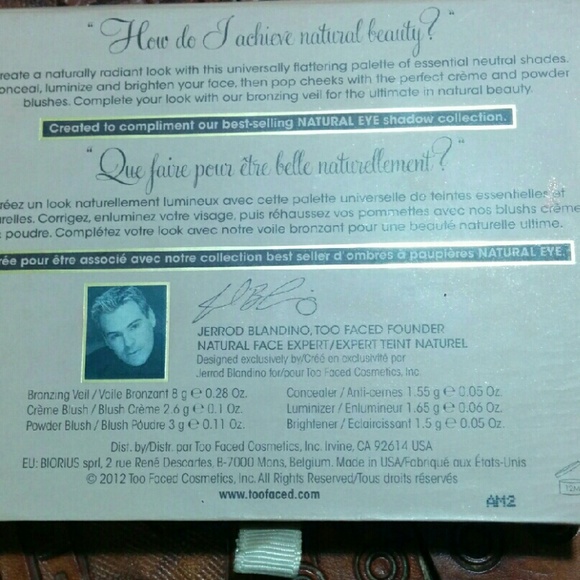 "How do I achieve natural beauty?"
reate a naturally radiant look with this universally flattering palette of essential neutral shades.
onceal, luminize and brighten your face, then pop cheeks with the perfect crème and powder
blushes. Complete your look with our bronzing veil for the ultimate in natural beauty.
Created to compliment our best-selling NATURAL EYE shadow collection.
"Que faire pour être belle naturellement?"
réez un look naturellement lumineux avec cette palette universelle de teintes essentielles et
urelles. Corrigez, enluminez votre visage, puis réhaussez vos pommettes avec nos blushs crème
poudre. Complétez votre look avec notre voile bronzant pour une beauté naturelle ultime.
rée pour être associé avec notre collection best seller d'ombres à paupières NATURAL EYE.
JERROD BLANDINO, TOO FACED FOUNDER
NATURAL FACE EXPERT/EXPERT TEINT NATUREL
Designed exclusively by/Créé en exclusivité par
Jerrod Blandino for/pour Too Faced Cosmetics, Inc.
Bronzing Veil / Voile Bronzant 8 g ℮ 0.28 Oz.
Crème Blush / Blush Crème 2.6 g ℮ 0.1 Oz.
Powder Blush / Blush Poudre 3 g ℮ 0.11 Oz.
Concealer / Anti-cernes 1.55 g ℮ 0.05 Oz.
Luminizer / Enlumineur 1.65 g ℮ 0.06 Oz.
Brightener / Eclaircissant 1.5 g ℮ 0.05 Oz.
Dist. by/Distr. par Too Faced Cosmetics, Inc. Irvine, CA 92614 USA
EU: BIORIUS sprl, 2 rue René Descartes, B-7000 Mons, Belgium. Made in USA/Fabriqué aux États-Unis
© 2012 Too Faced Cosmetics, Inc. All Rights Reserved/Tous droits réservés
www.toofaced.com
AM2